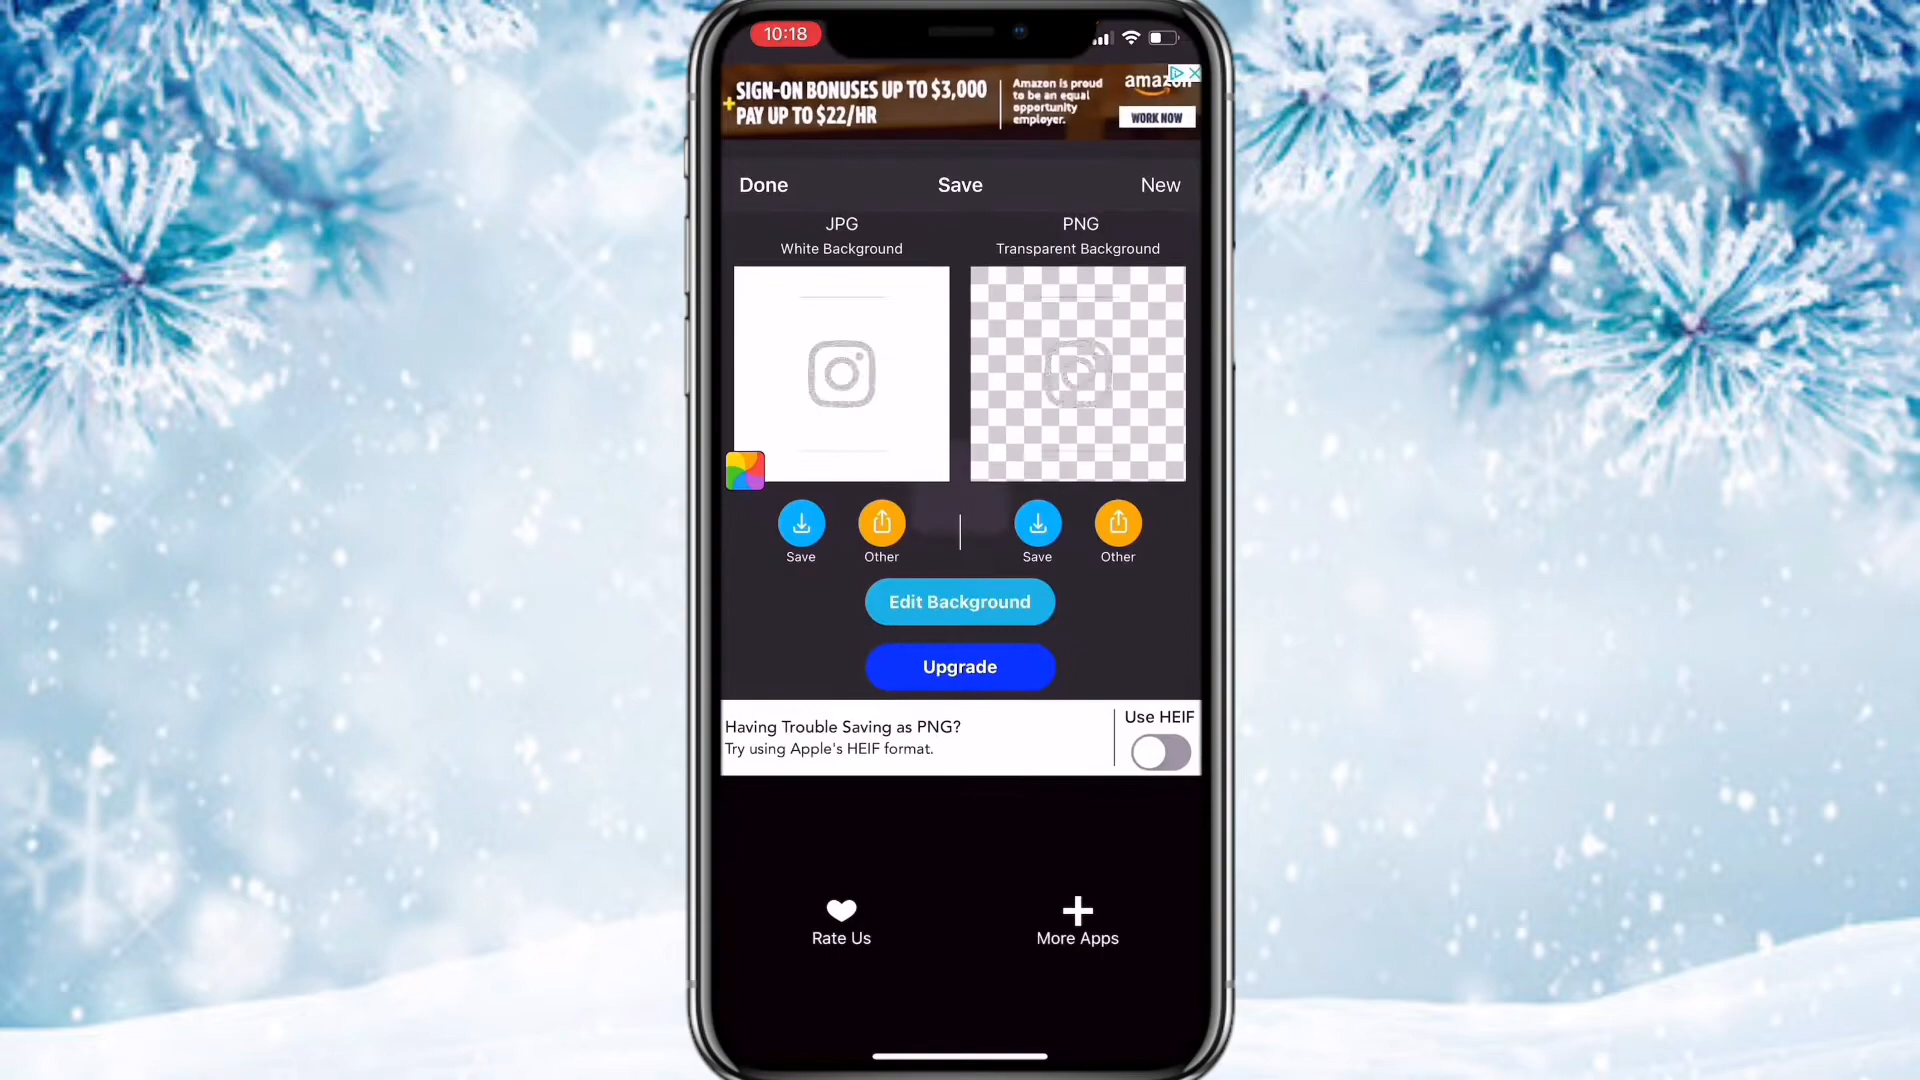 10:18
SIGN-ON BONUSES UP TO $3,000
PAY UP TO $22/HR
Amazon is proud
to be an equal
opportunity
employer.
amazon
WORK NOW
Done
Save
New
JPG
White Background
PNG
Transparent Background
Save
Other
Save
Other
Edit Background
Upgrade
Having Trouble Saving as PNG?
Try using Apple's HEIF format.
Use HEIF
Rate Us
More Apps